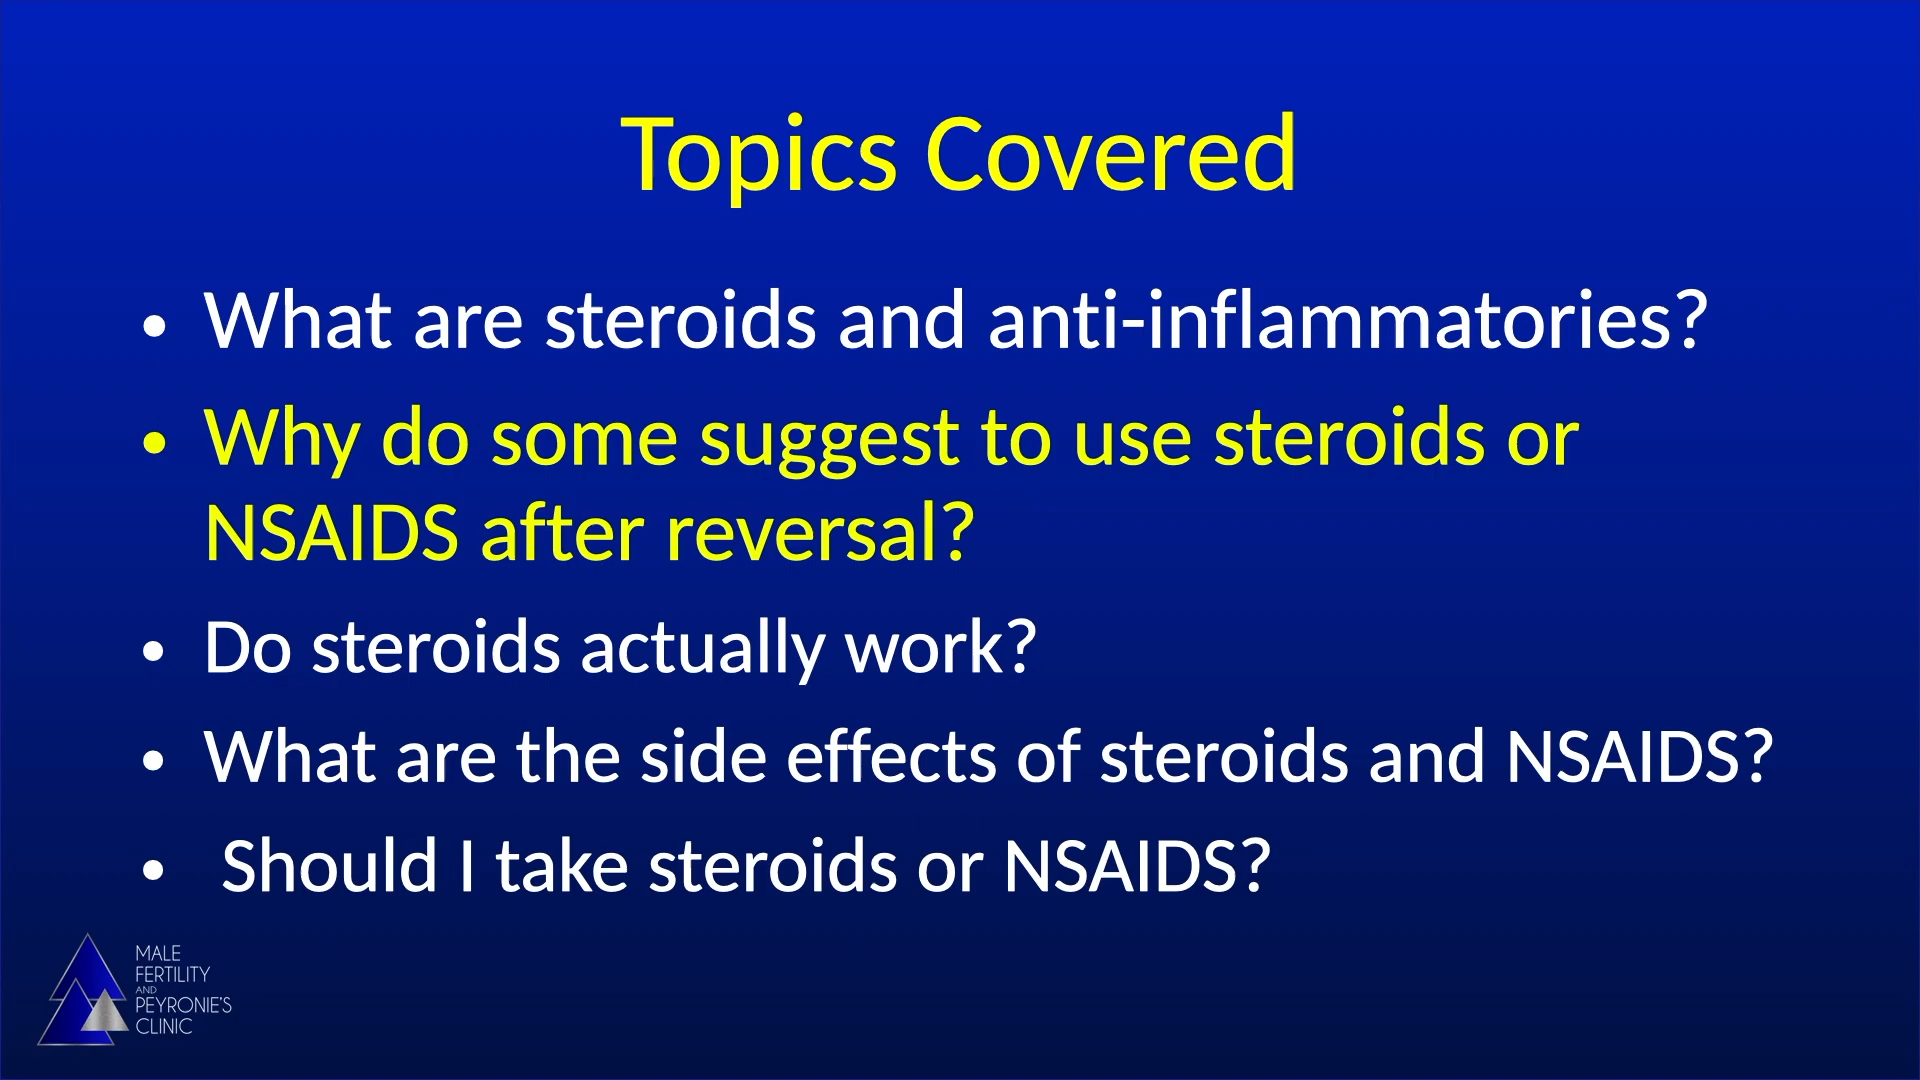 Topics Covered
• What are steroids and anti-inflammatories?
• Why do some suggest to use steroids or
NSAIDS after reversal?
• Do steroids actually work?
• What are the side effects of steroids and NSAIDS?
• Should I take steroids or NSAIDS?
MALE
FERTILITY
AND
PEYRONIE'S
CLINIC